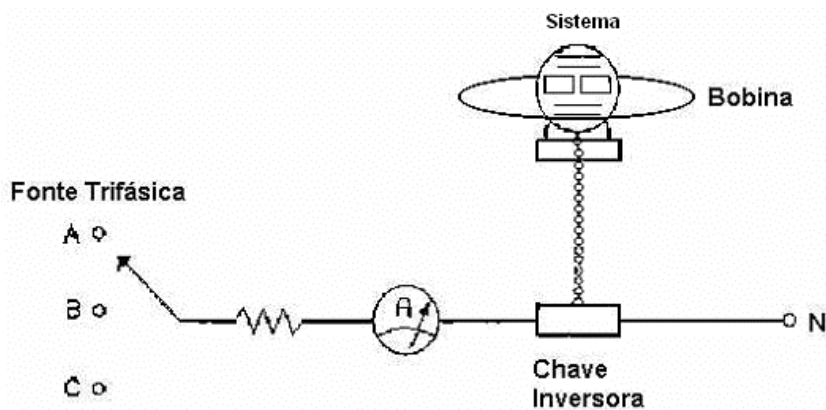 Sistema
Bobina
Fonte Trifásica
A
B
C
A
N
Chave
Inversora